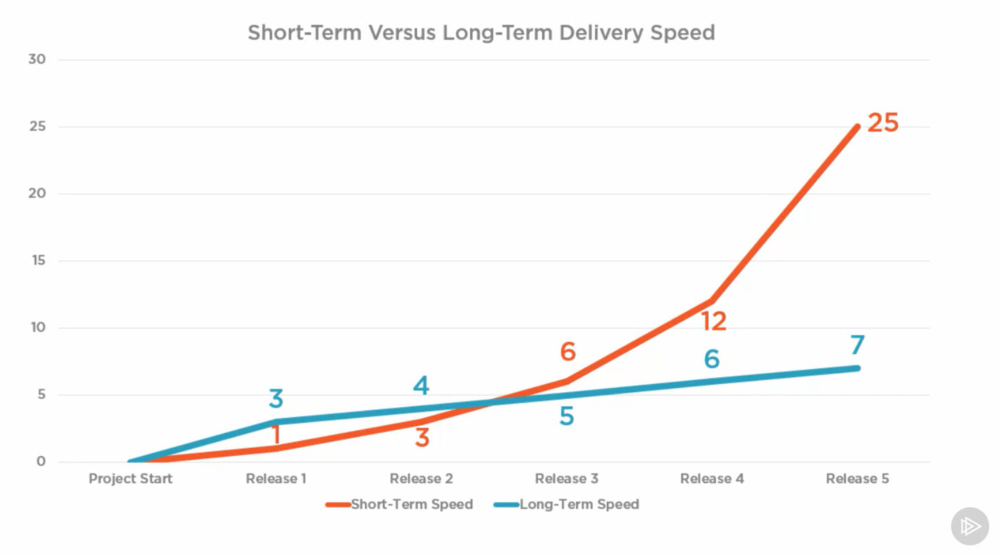 Short-Term Versus Long-Term Delivery Speed
30
25
25
20
15
10
12
6
7
6
5
3
4
5
1
3
0
Project Start
Release 1
Release 2
Release 3
Release 4
Release 5
Short-Term Speed
Long-Term Speed